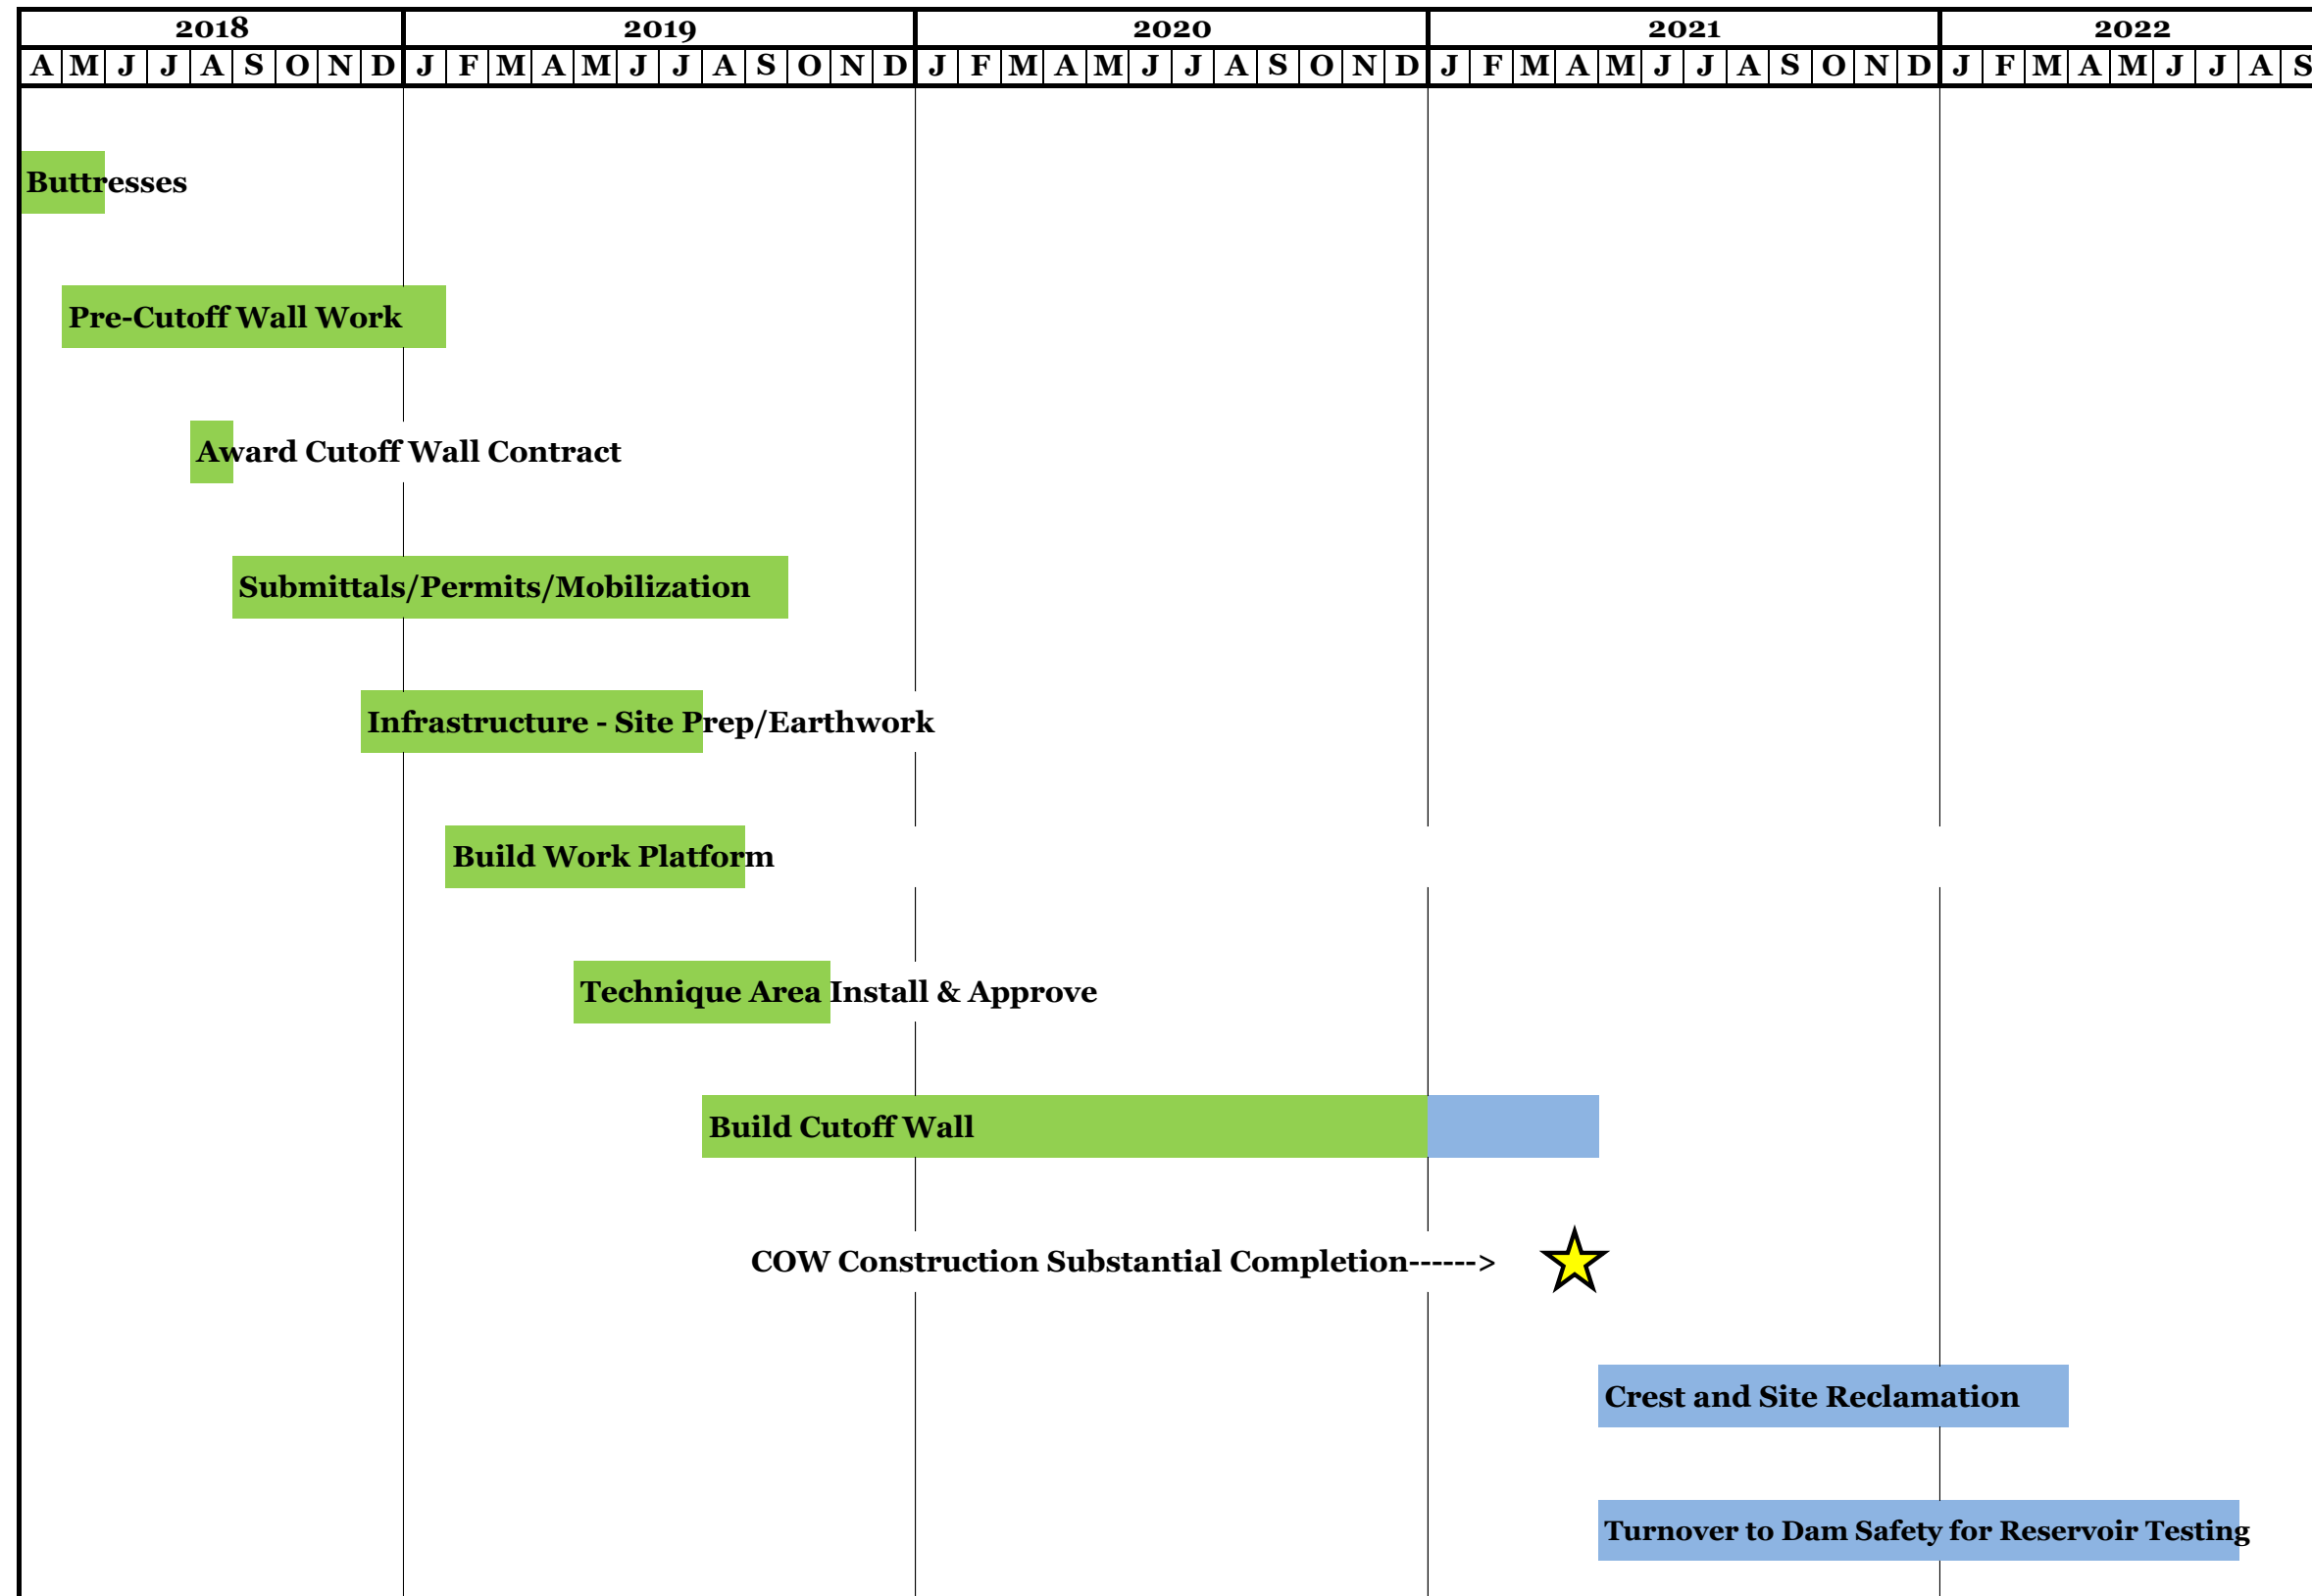 2018 2019 2020 2021 2022
A M J J A S O N D J F M A M J J A S O N D J F M A M J J A S O N D J F M A M J J A S O N D J F M A M J J A S
Buttresses
Pre-Cutoff Wall Work
Award Cutoff Wall Contract
Submittals/Permits/Mobilization
Infrastructure - Site Prep/Earthwork
Build Work Platform
Technique Area Install & Approve
Build Cutoff Wall
COW Construction Substantial Completion------>
Crest and Site Reclamation
Turnover to Dam Safety for Reservoir Testing